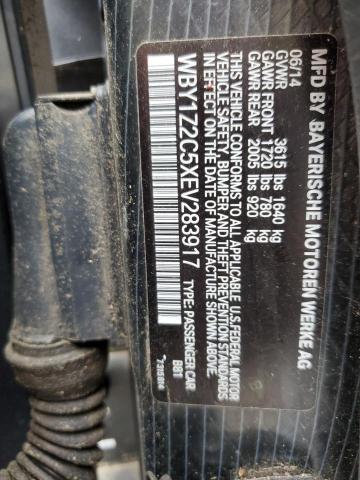 MFD BY BAYERISCHE MOTOREN WERKE AG
06/14
GVWR 3615 lbs 1640 kg
GAWR FRONT 1720 lbs 780 kg
GAWR REAR 2005 lbs 920 kg
THIS VEHICLE CONFORMS TO ALL APPLICABLE U.S. FEDERAL MOTOR
VEHICLE SAFETY, BUMPER AND THEFT PREVENTION STANDARDS
IN EFFECT ON THE DATE OF MANUFACTURE SHOWN ABOVE.
WBY1Z2C5XEV283917 TYPE: PASSENGER CAR
B81